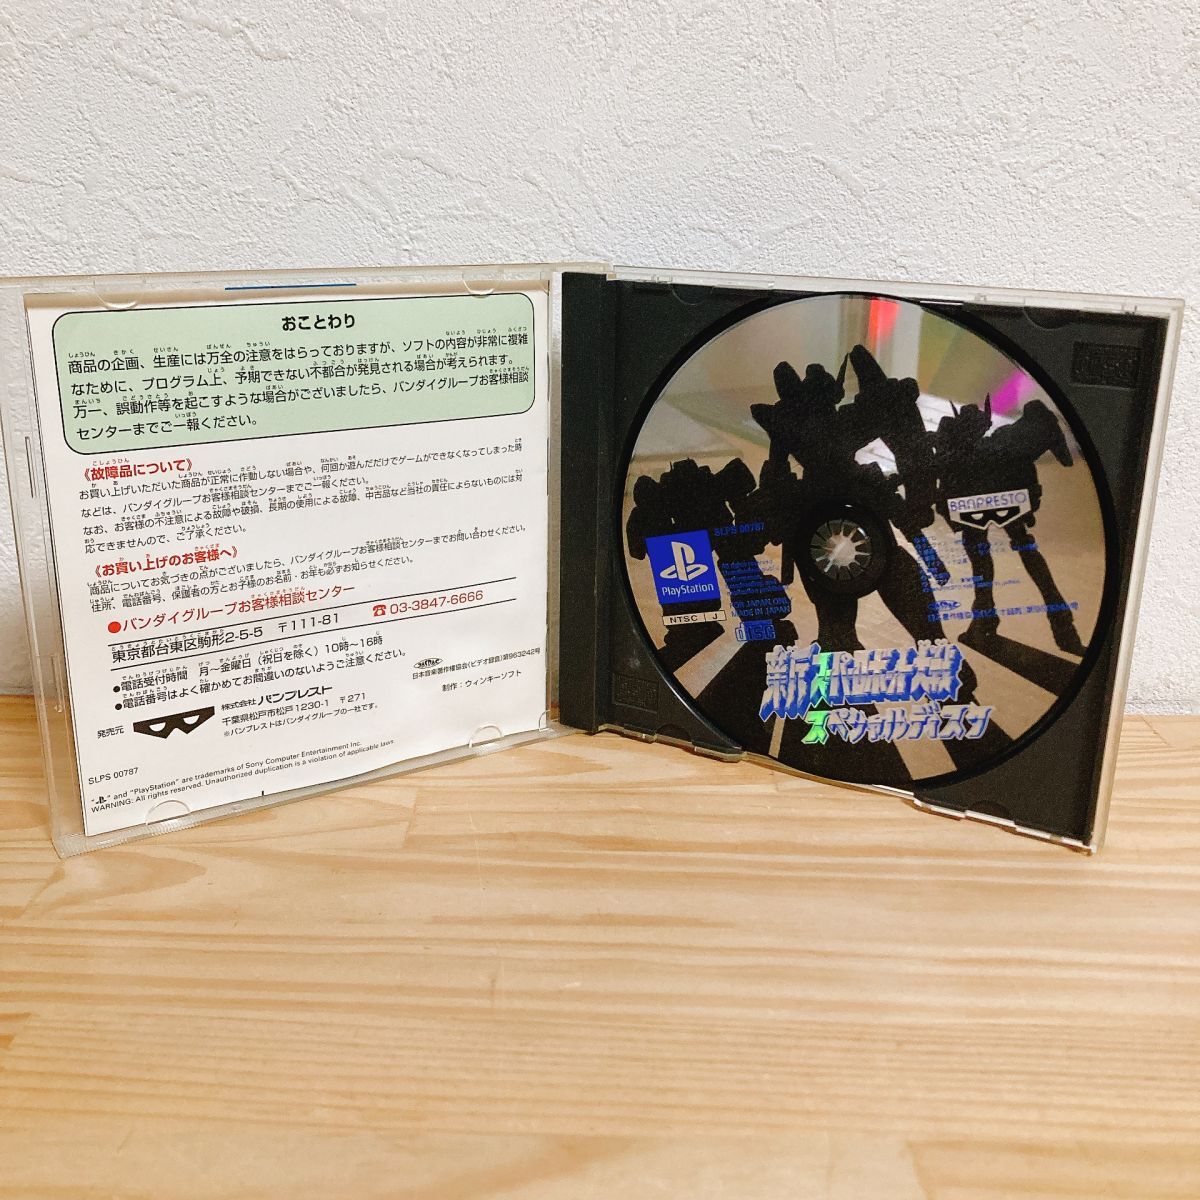 おことわり
商品の企画、生産には万全の注意をはらっておりますが、ソフトの内容が非常に複雑
なために、プログラム上、予期できない不都合が発見される場合が考えられます。
万一、誤動作等を起こすような場合がございましたら、バンダイグループお客様相談
センターまでご一報ください。
《故障品について》
お買い上げいただいた商品が正常に作動しない場合や、何回か遊んだだけでゲームができなくなってしまった時
などは、バンダイグループお客様相談センターまでご一報ください。
なお、お客様の不注意による故障や破損、長期の使用による故障、中古品など当社の責任によらないものには対
応できませんので、ご了承ください。
《お買い上げのお客様へ》
商品についてお気づきの点がございましたら、バンダイグループお客様相談センターまでお問い合わせください。
住所、電話番号、保護者の方とお子様のお名前・お年も必ずお知らせください。
●バンダイグループお客様相談センター ☎03-3847-6666
東京都台東区駒形2-5-5 〒111-81
●電話受付時間 月〜金曜日(祝日を除く)10時〜16時
●電話番号はよく確かめてお間違いのないようご注意ください。
発売元
株式会社 バンプレスト
千葉県松戸市松戸1230-1 〒271
※バンプレストはバンダイグループの一社です。
JASRAC
日本音楽著作権協会(ビデオ録音)第963242号
制作:ウィンキーソフト
SLPS 00787
" " and "PlayStation" are trademarks of Sony Computer Entertainment Inc.
WARNING: All rights reserved. Unauthorized duplication is a violation of applicable laws.
SLPS 00787
PlayStation
NTSC J
FOR JAPAN ONLY
MADE IN JAPAN
disc
BANPRESTO
新スーパーロボット大戦
スペシャルディスク